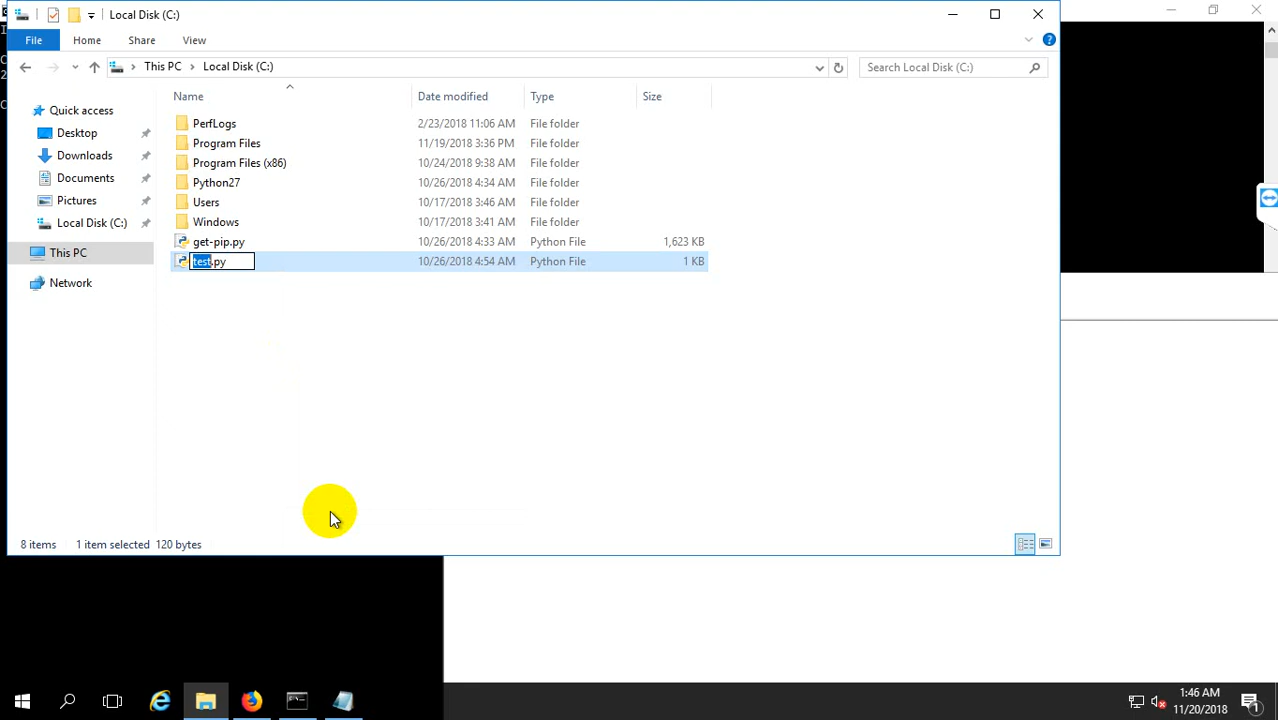 Local Disk (C:)
File Home Share View
This PC Local Disk (C:) Search Local Disk (C:)
Name Date modified Type Size
Quick access
Desktop
Downloads
Documents
Pictures
Local Disk (C:)
This PC
Network
PerfLogs 2/23/2018 11:06 AM File folder
Program Files 11/19/2018 3:36 PM File folder
Program Files (x86) 10/24/2018 9:38 AM File folder
Python27 10/26/2018 4:34 AM File folder
Users 10/17/2018 3:46 AM File folder
Windows 10/17/2018 3:41 AM File folder
get-pip.py 10/26/2018 4:33 AM Python File 1,623 KB
test.py 10/26/2018 4:54 AM Python File 1 KB
8 items 1 item selected 120 bytes
1:46 AM
11/20/2018
1